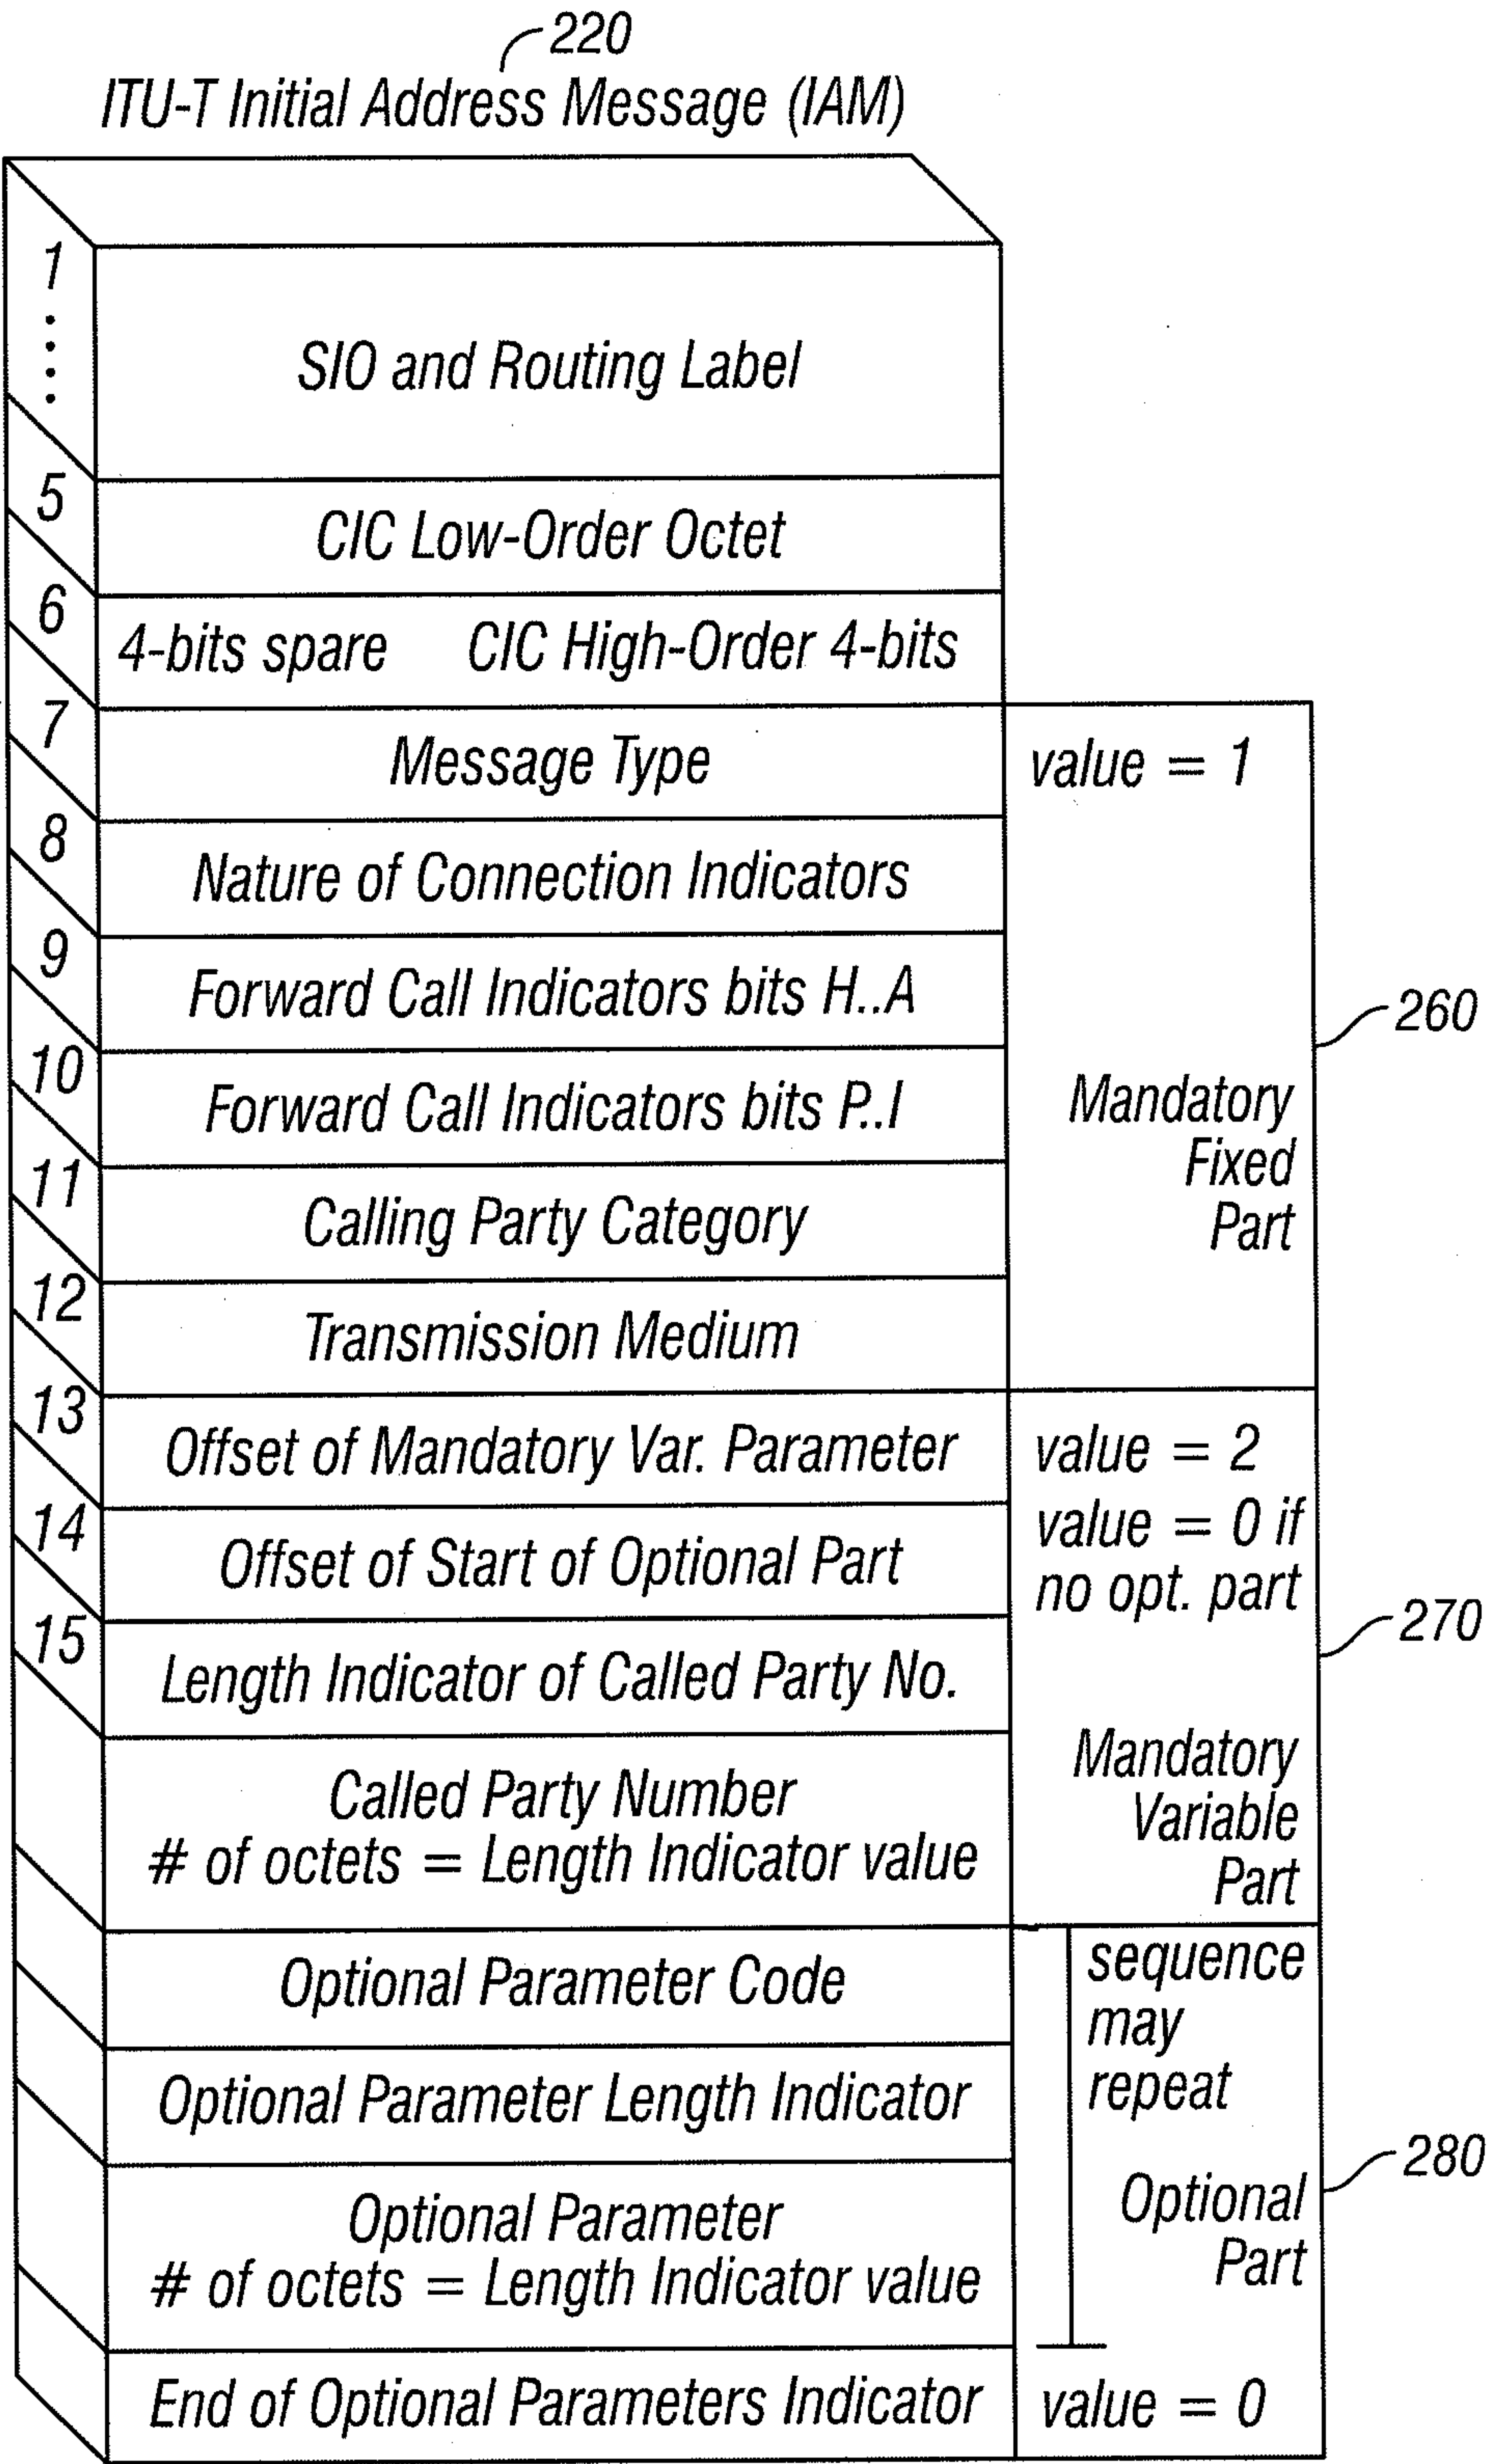 220
ITU-T Initial Address Message (IAM)
1
SIO and Routing Label
5
CIC Low-Order Octet
6
4-bits spare CIC High-Order 4-bits
7
Message Type
value = 1
8
Nature of Connection Indicators
9
Forward Call Indicators bits H..A
10
Forward Call Indicators bits P..I
11
Calling Party Category
12
Transmission Medium
Mandatory
Fixed
Part
260
13
Offset of Mandatory Var. Parameter
value = 2
14
Offset of Start of Optional Part
value = 0 if
no opt. part
15
Length Indicator of Called Party No.
Called Party Number
# of octets = Length Indicator value
Mandatory
Variable
Part
270
Optional Parameter Code
Optional Parameter Length Indicator
Optional Parameter
# of octets = Length Indicator value
sequence
may
repeat
Optional
Part
280
End of Optional Parameters Indicator
value = 0